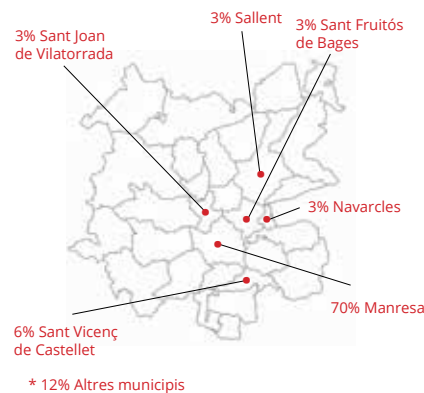 3% Sallent
3% Sant Joan
de Vilatorrada
3% Sant Fruitós
de Bages
3% Navarcles
70% Manresa
6% Sant Vicenç
de Castellet
* 12% Altres municipis